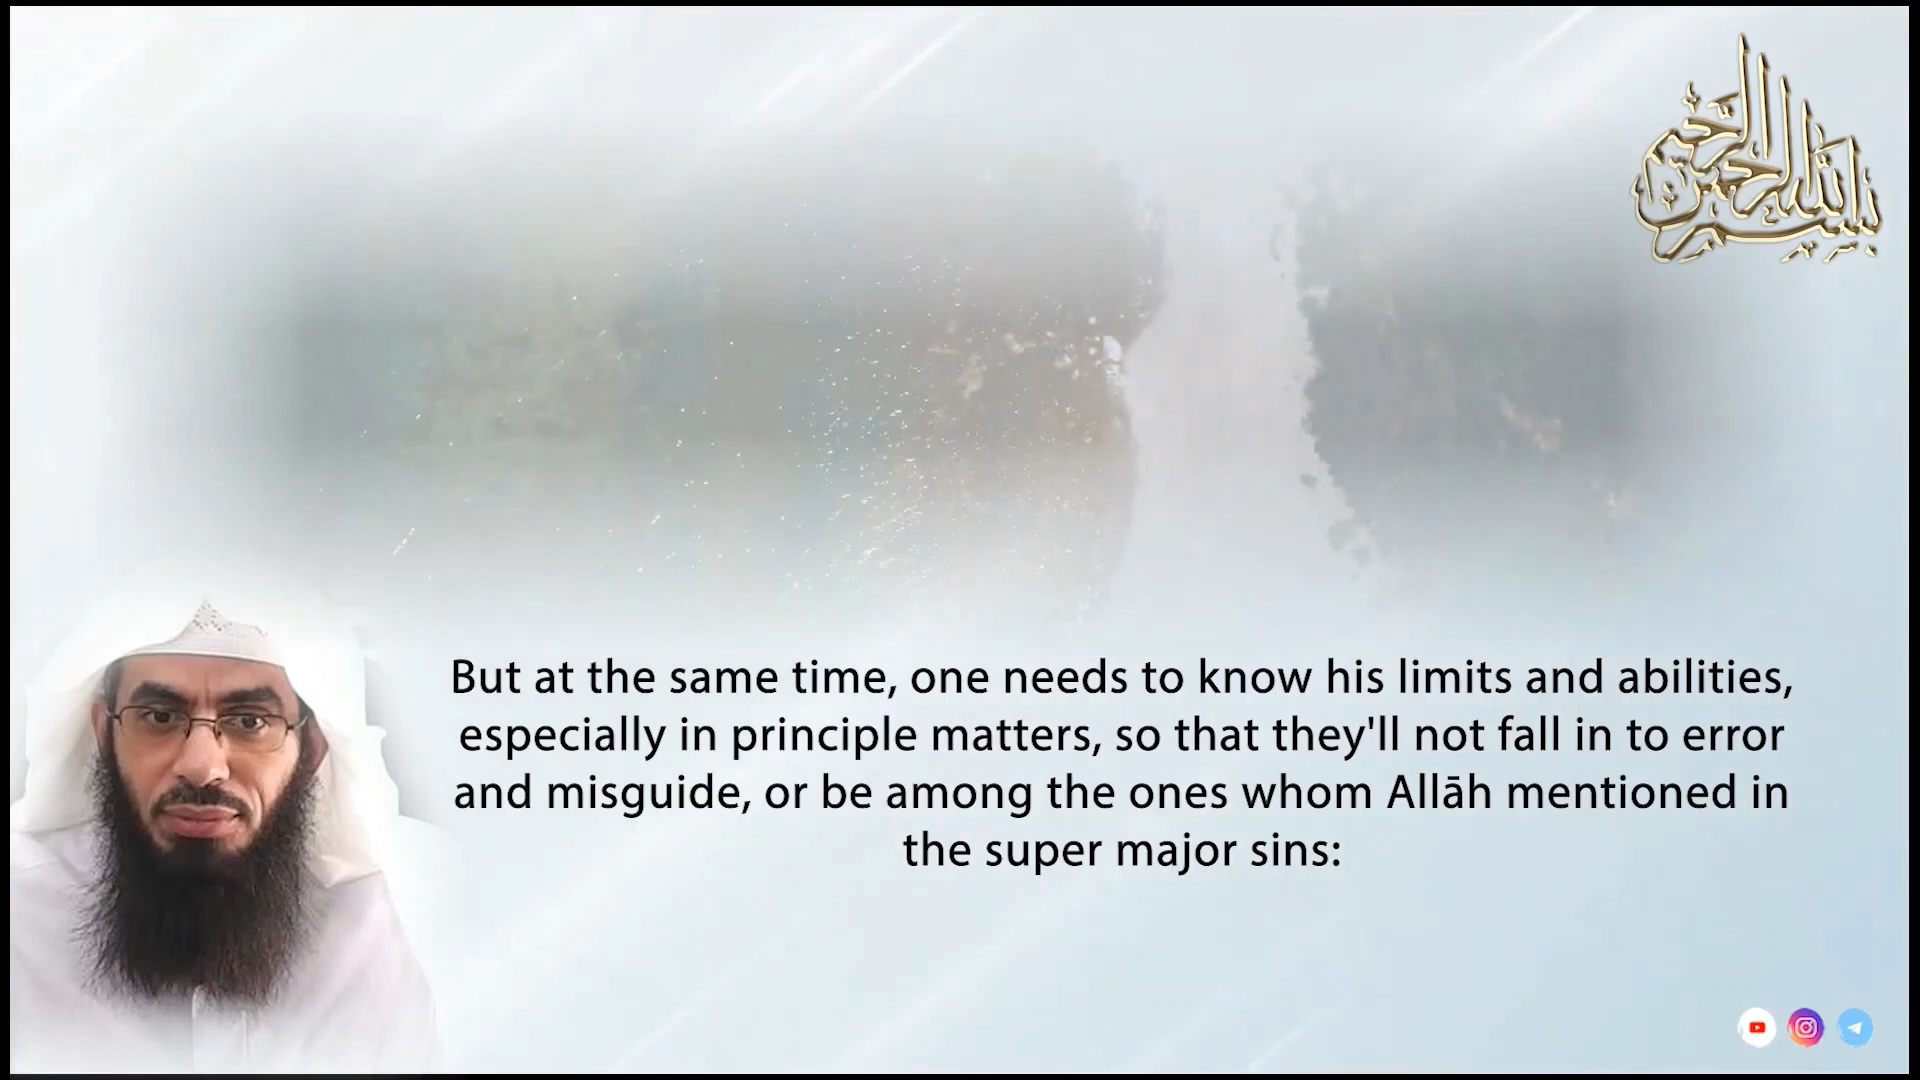 بسم الله الرحمن الرحيم
But at the same time, one needs to know his limits and abilities,
especially in principle matters, so that they'll not fall in to error
and misguide, or be among the ones whom Allāh mentioned in
the super major sins: